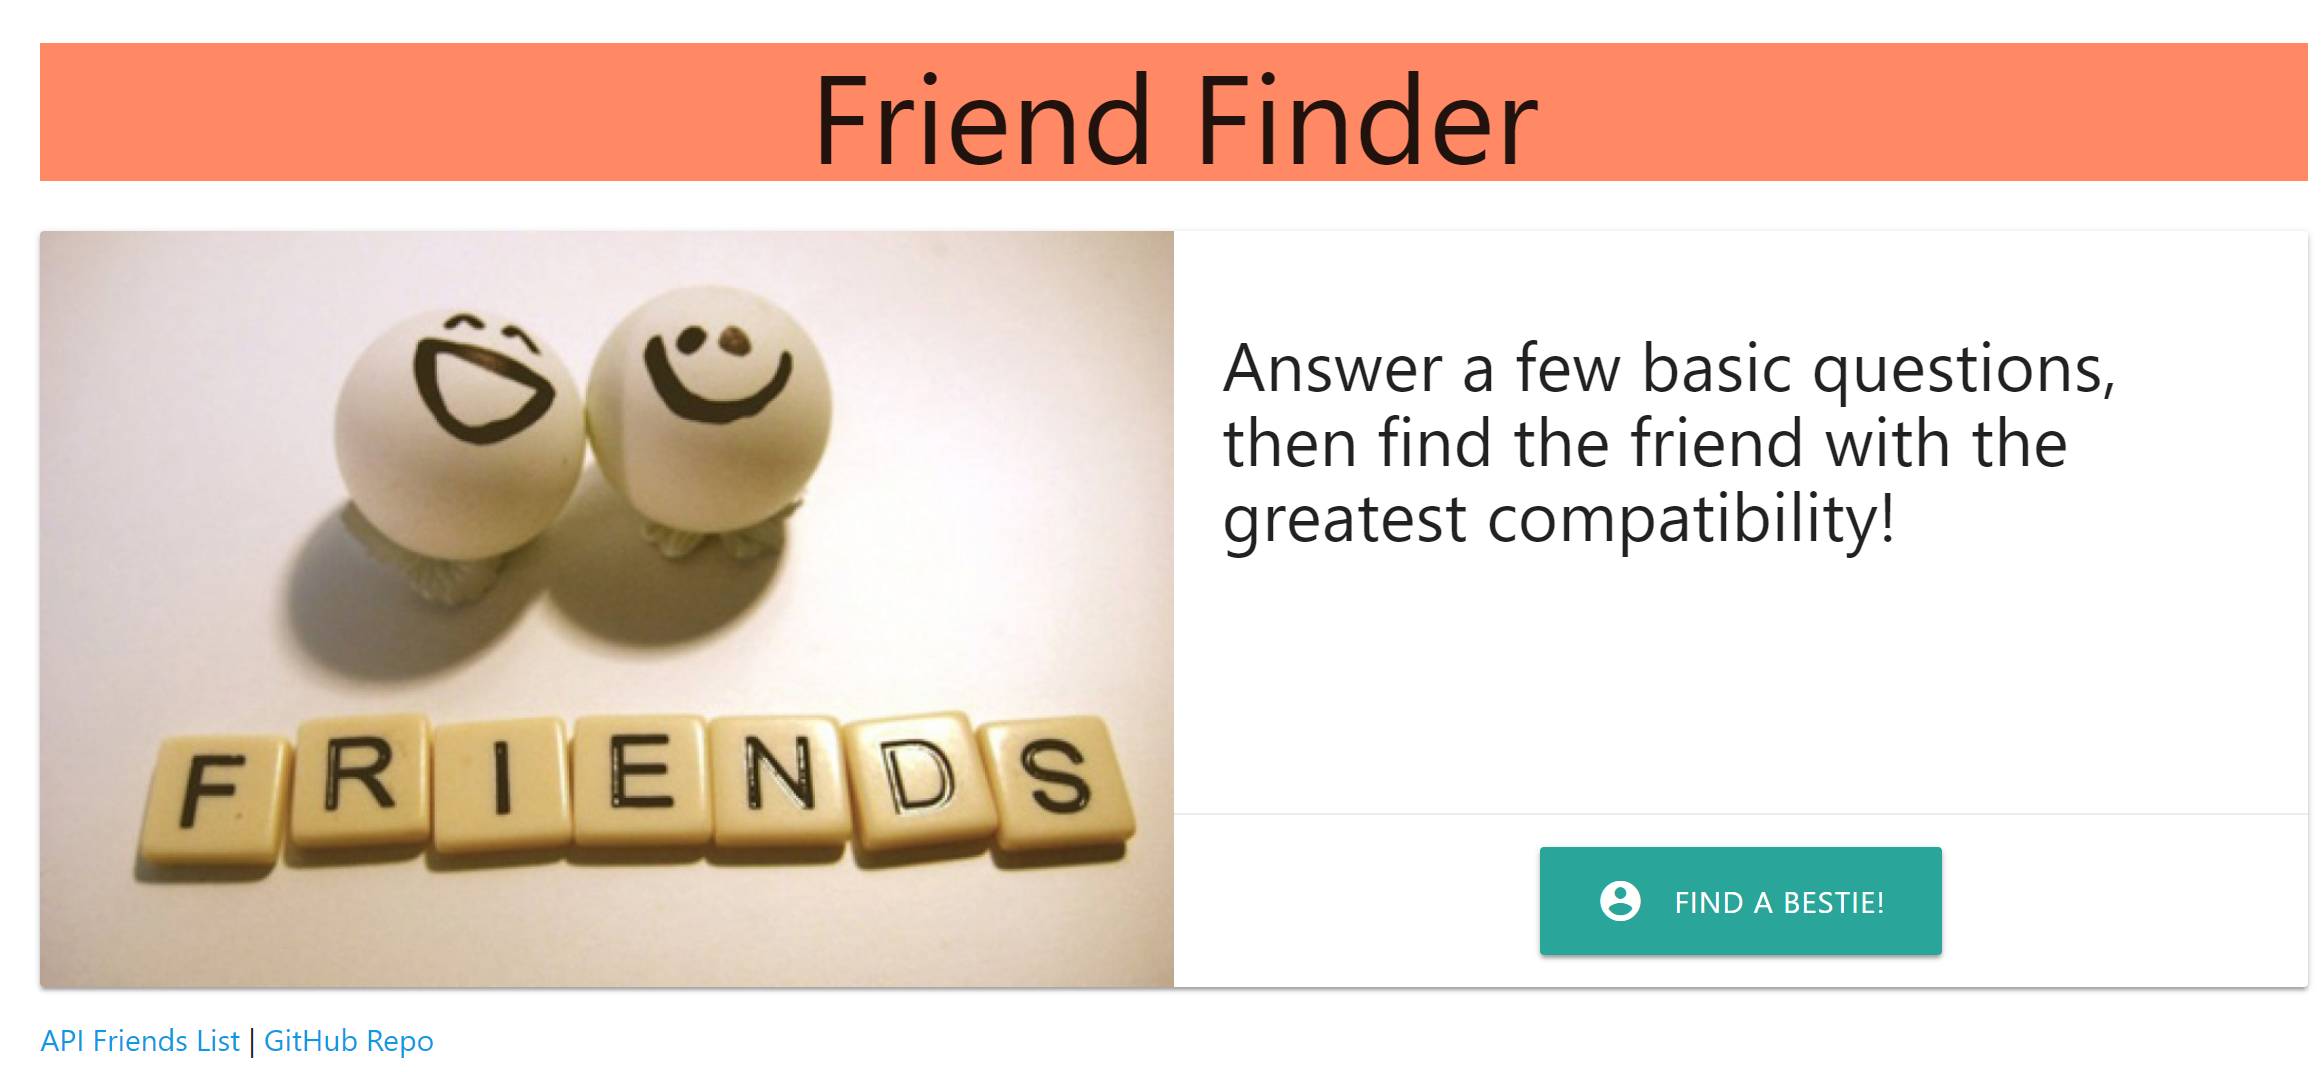 Friend Finder
Answer a few basic questions,
then find the friend with the
greatest compatibility!
FRIENDS
FIND A BESTIE!
API Friends List | GitHub Repo